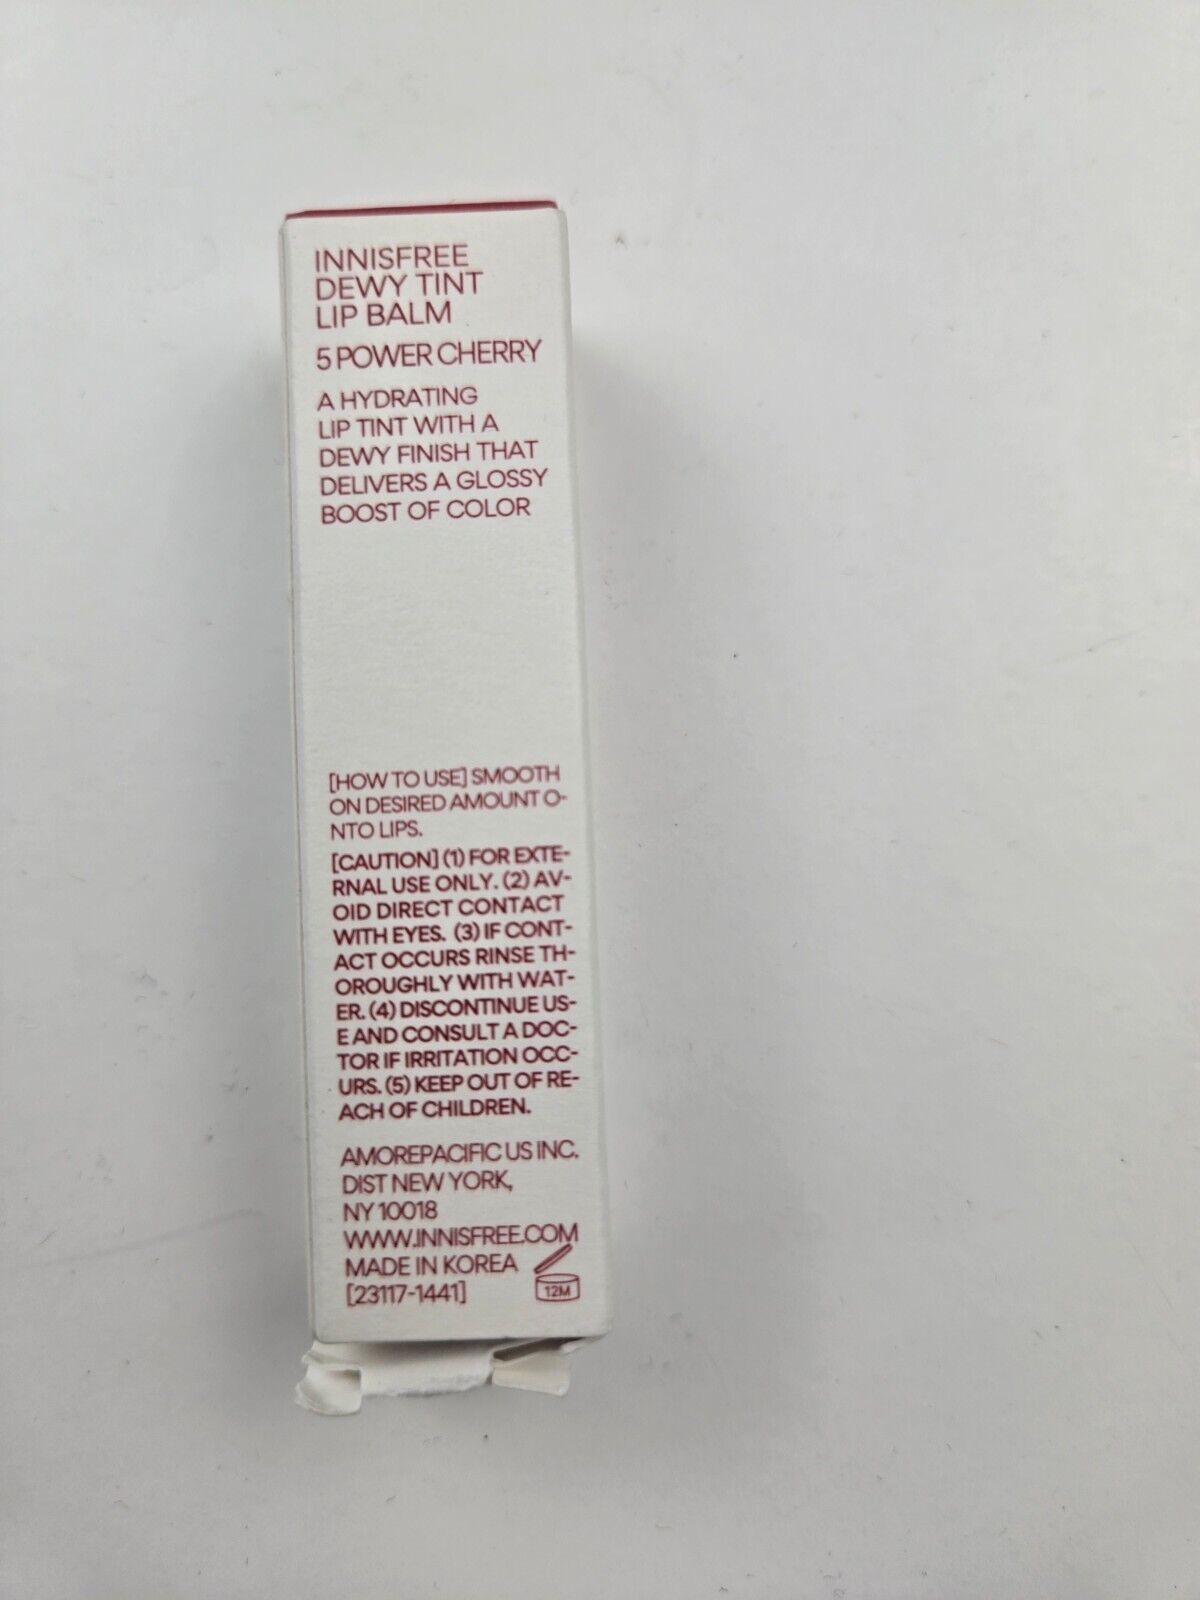 INNISFREE
DEWY TINT
LIP BALM
5 POWER CHERRY
A HYDRATING
LIP TINT WITH A
DEWY FINISH THAT
DELIVERS A GLOSSY
BOOST OF COLOR
[HOW TO USE] SMOOTH
ON DESIRED AMOUNT O-
NTO LIPS.
[CAUTION] (1) FOR EXTE-
RNAL USE ONLY. (2) AV-
OID DIRECT CONTACT
WITH EYES. (3) IF CONT-
ACT OCCURS RINSE TH-
OROUGHLY WITH WAT-
ER. (4) DISCONTINUE US-
E AND CONSULT A DOC-
TOR IF IRRITATION OCC-
URS. (5) KEEP OUT OF RE-
ACH OF CHILDREN.
AMOREPACIFIC US INC.
DIST NEW YORK,
NY 10018
WWW.INNISFREE.COM
MADE IN KOREA
[23117-1441]
12M